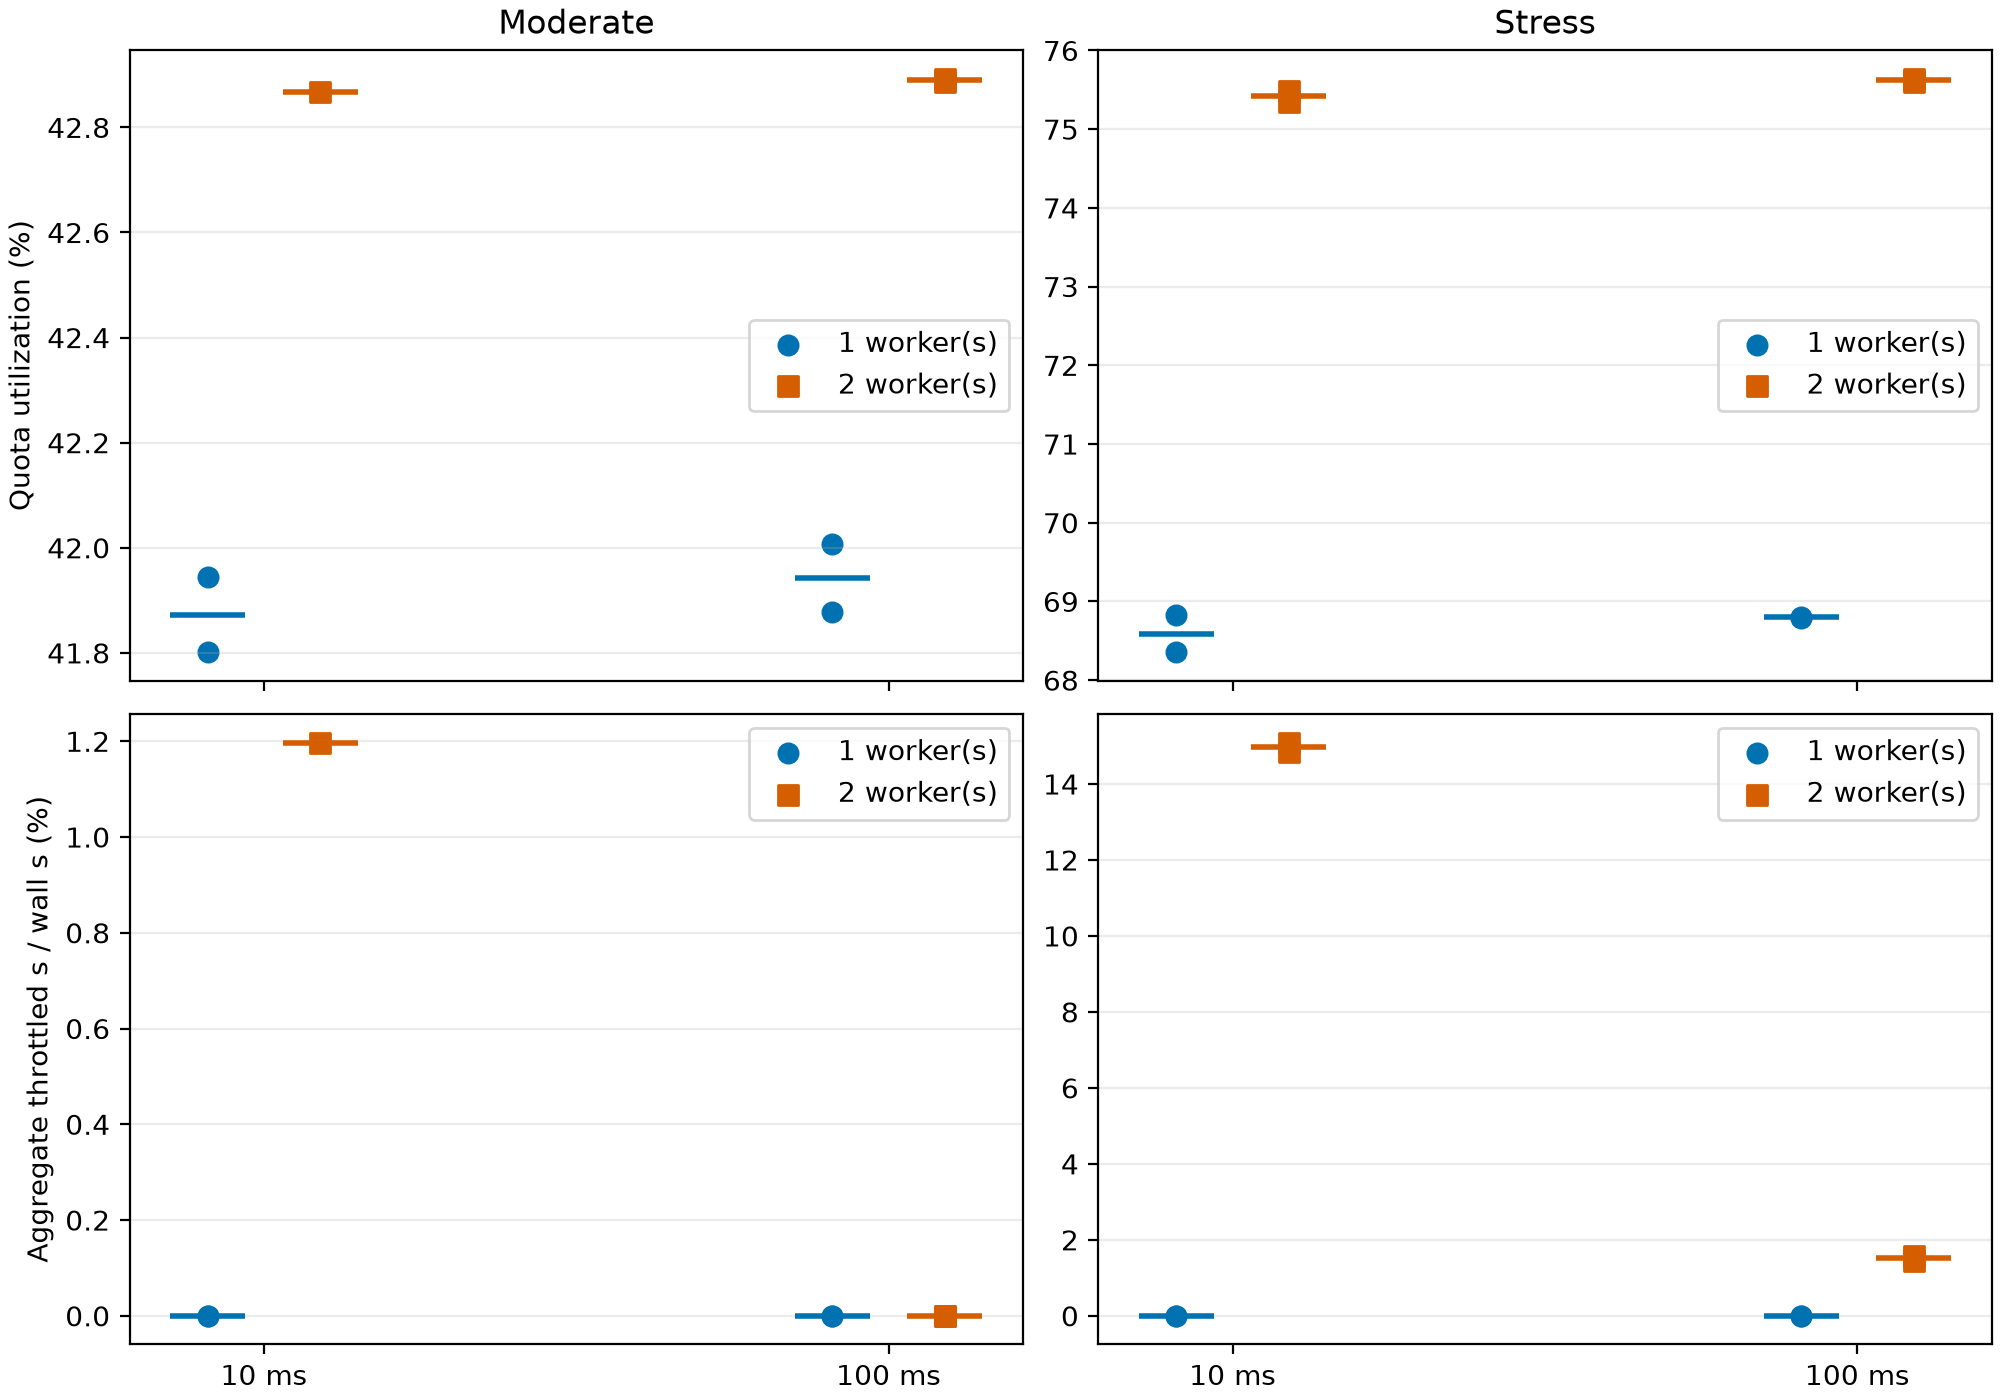 Moderate
Stress
Quota utilization (%)
42.8
42.6
42.4
42.2
42.0
41.8
1 worker(s)
2 worker(s)
76
75
74
73
72
71
70
69
68
1 worker(s)
2 worker(s)
Aggregate throttled s / wall s (%)
1.2
1.0
0.8
0.6
0.4
0.2
0.0
1 worker(s)
2 worker(s)
10 ms
100 ms
14
12
10
8
6
4
2
0
1 worker(s)
2 worker(s)
10 ms
100 ms